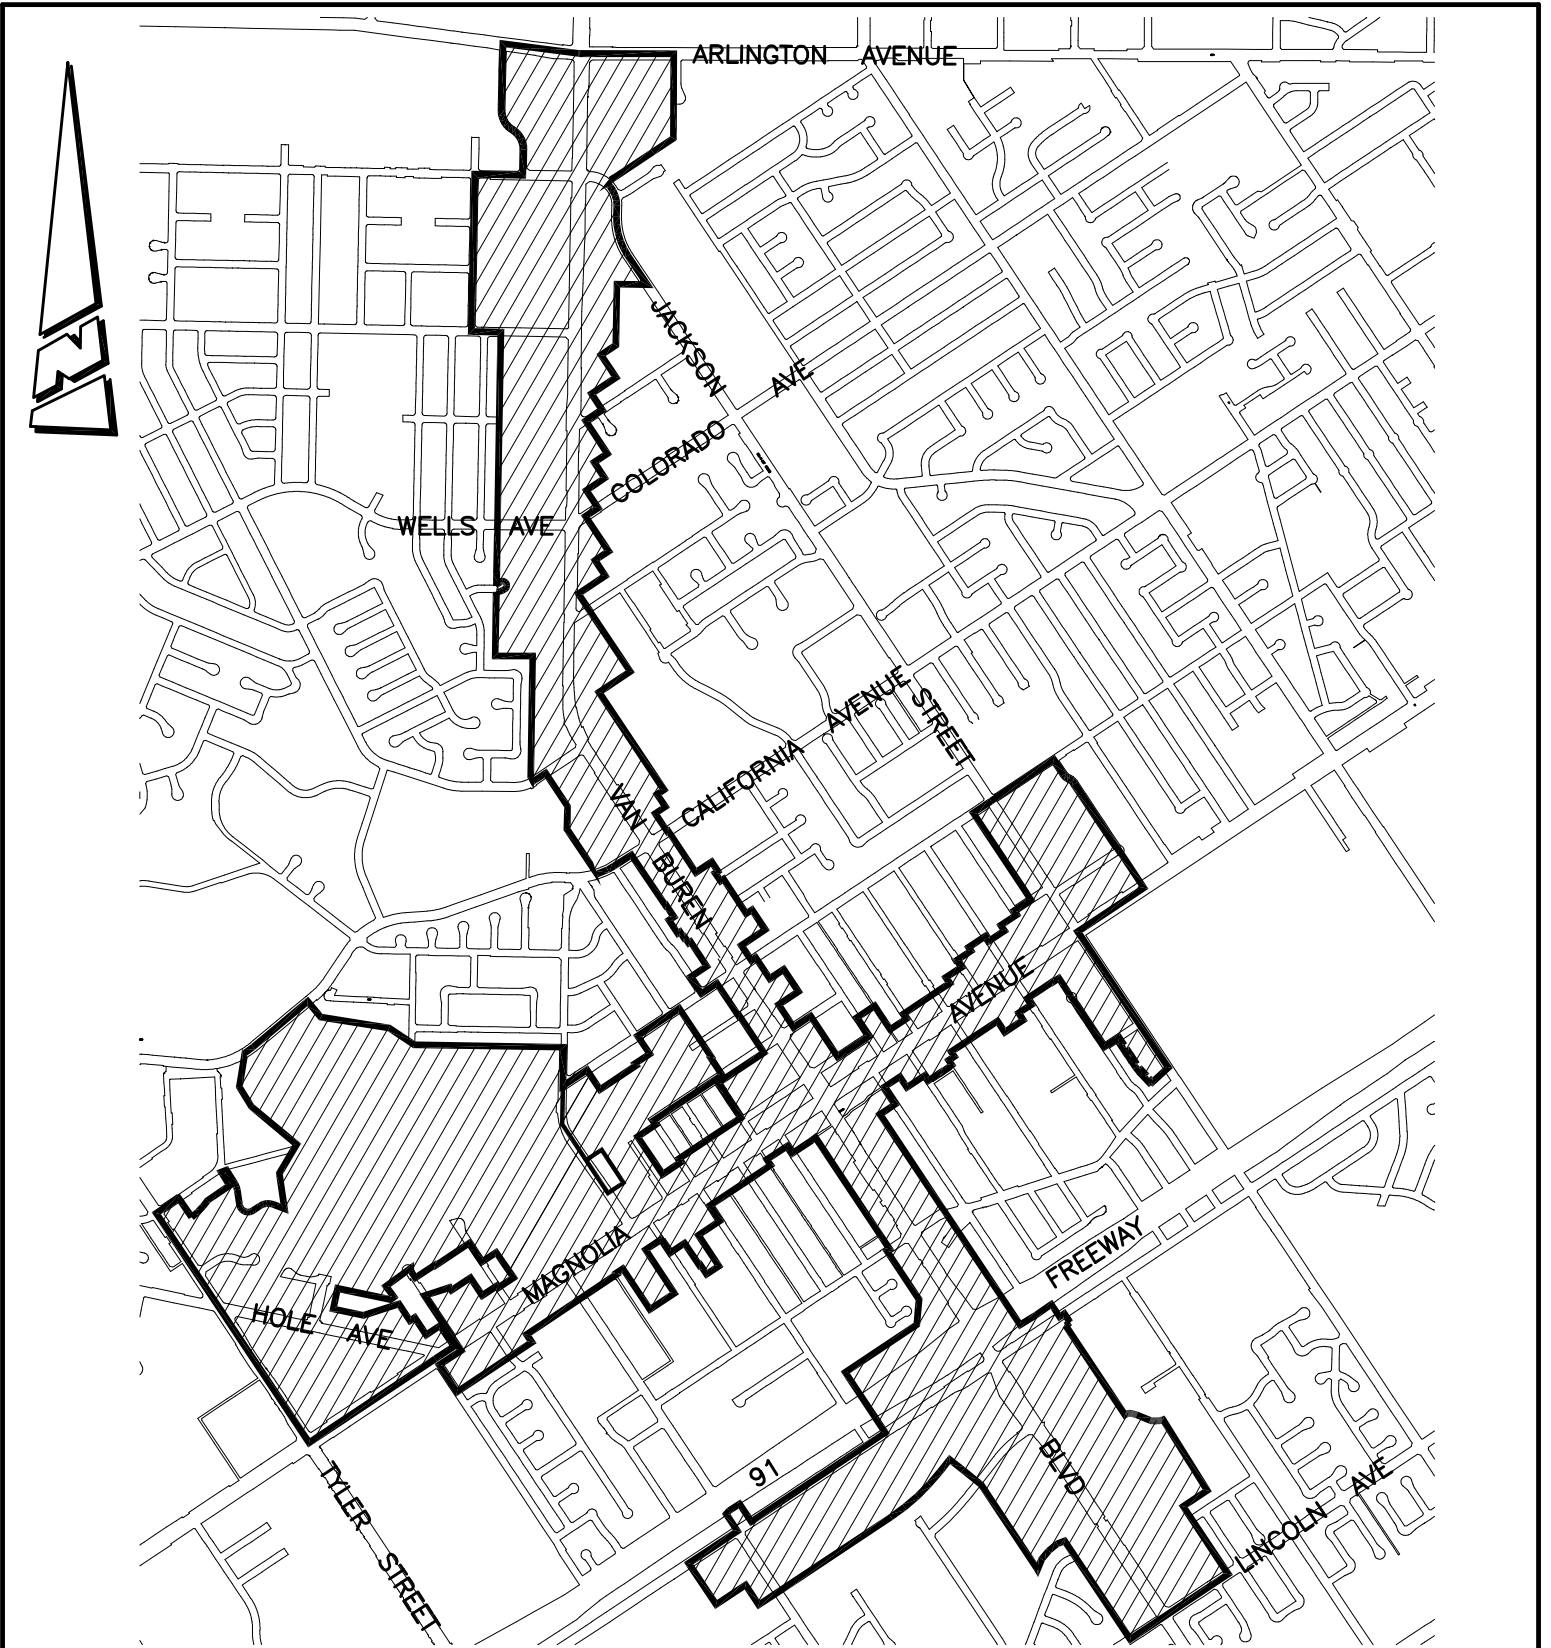 ARLINGTON AVENUE
JACKSON
AVE
COLORADO
WELLS AVE
CALIFORNIA AVENUE
STREET
VAN
BUREN
AVENUE
MAGNOLIA
FREEWAY
HOLE AVE
91
BLVD
TYLER STREET
LINCOLN AVE